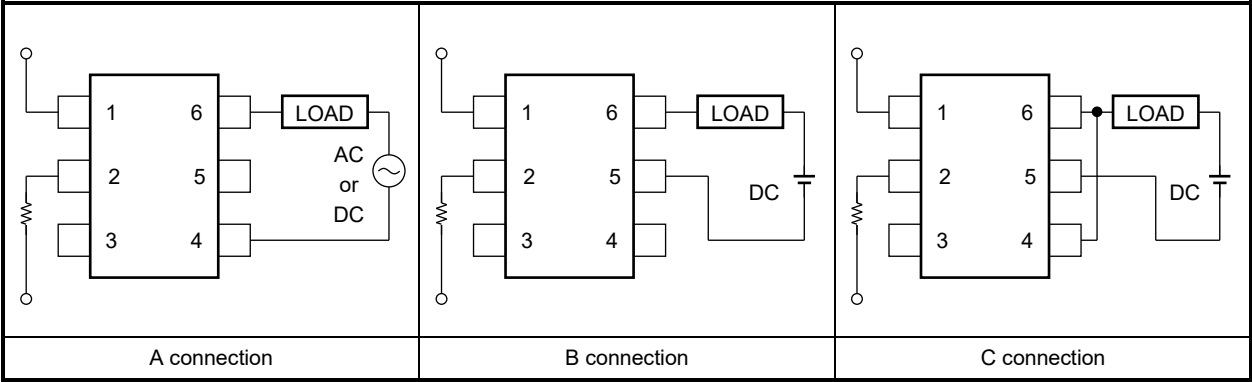 1 6 LOAD
AC
or
DC
2 5
3 4
A connection
1 6 LOAD
2 5 DC
3 4
B connection
1 6 LOAD
2 5 DC
3 4
C connection